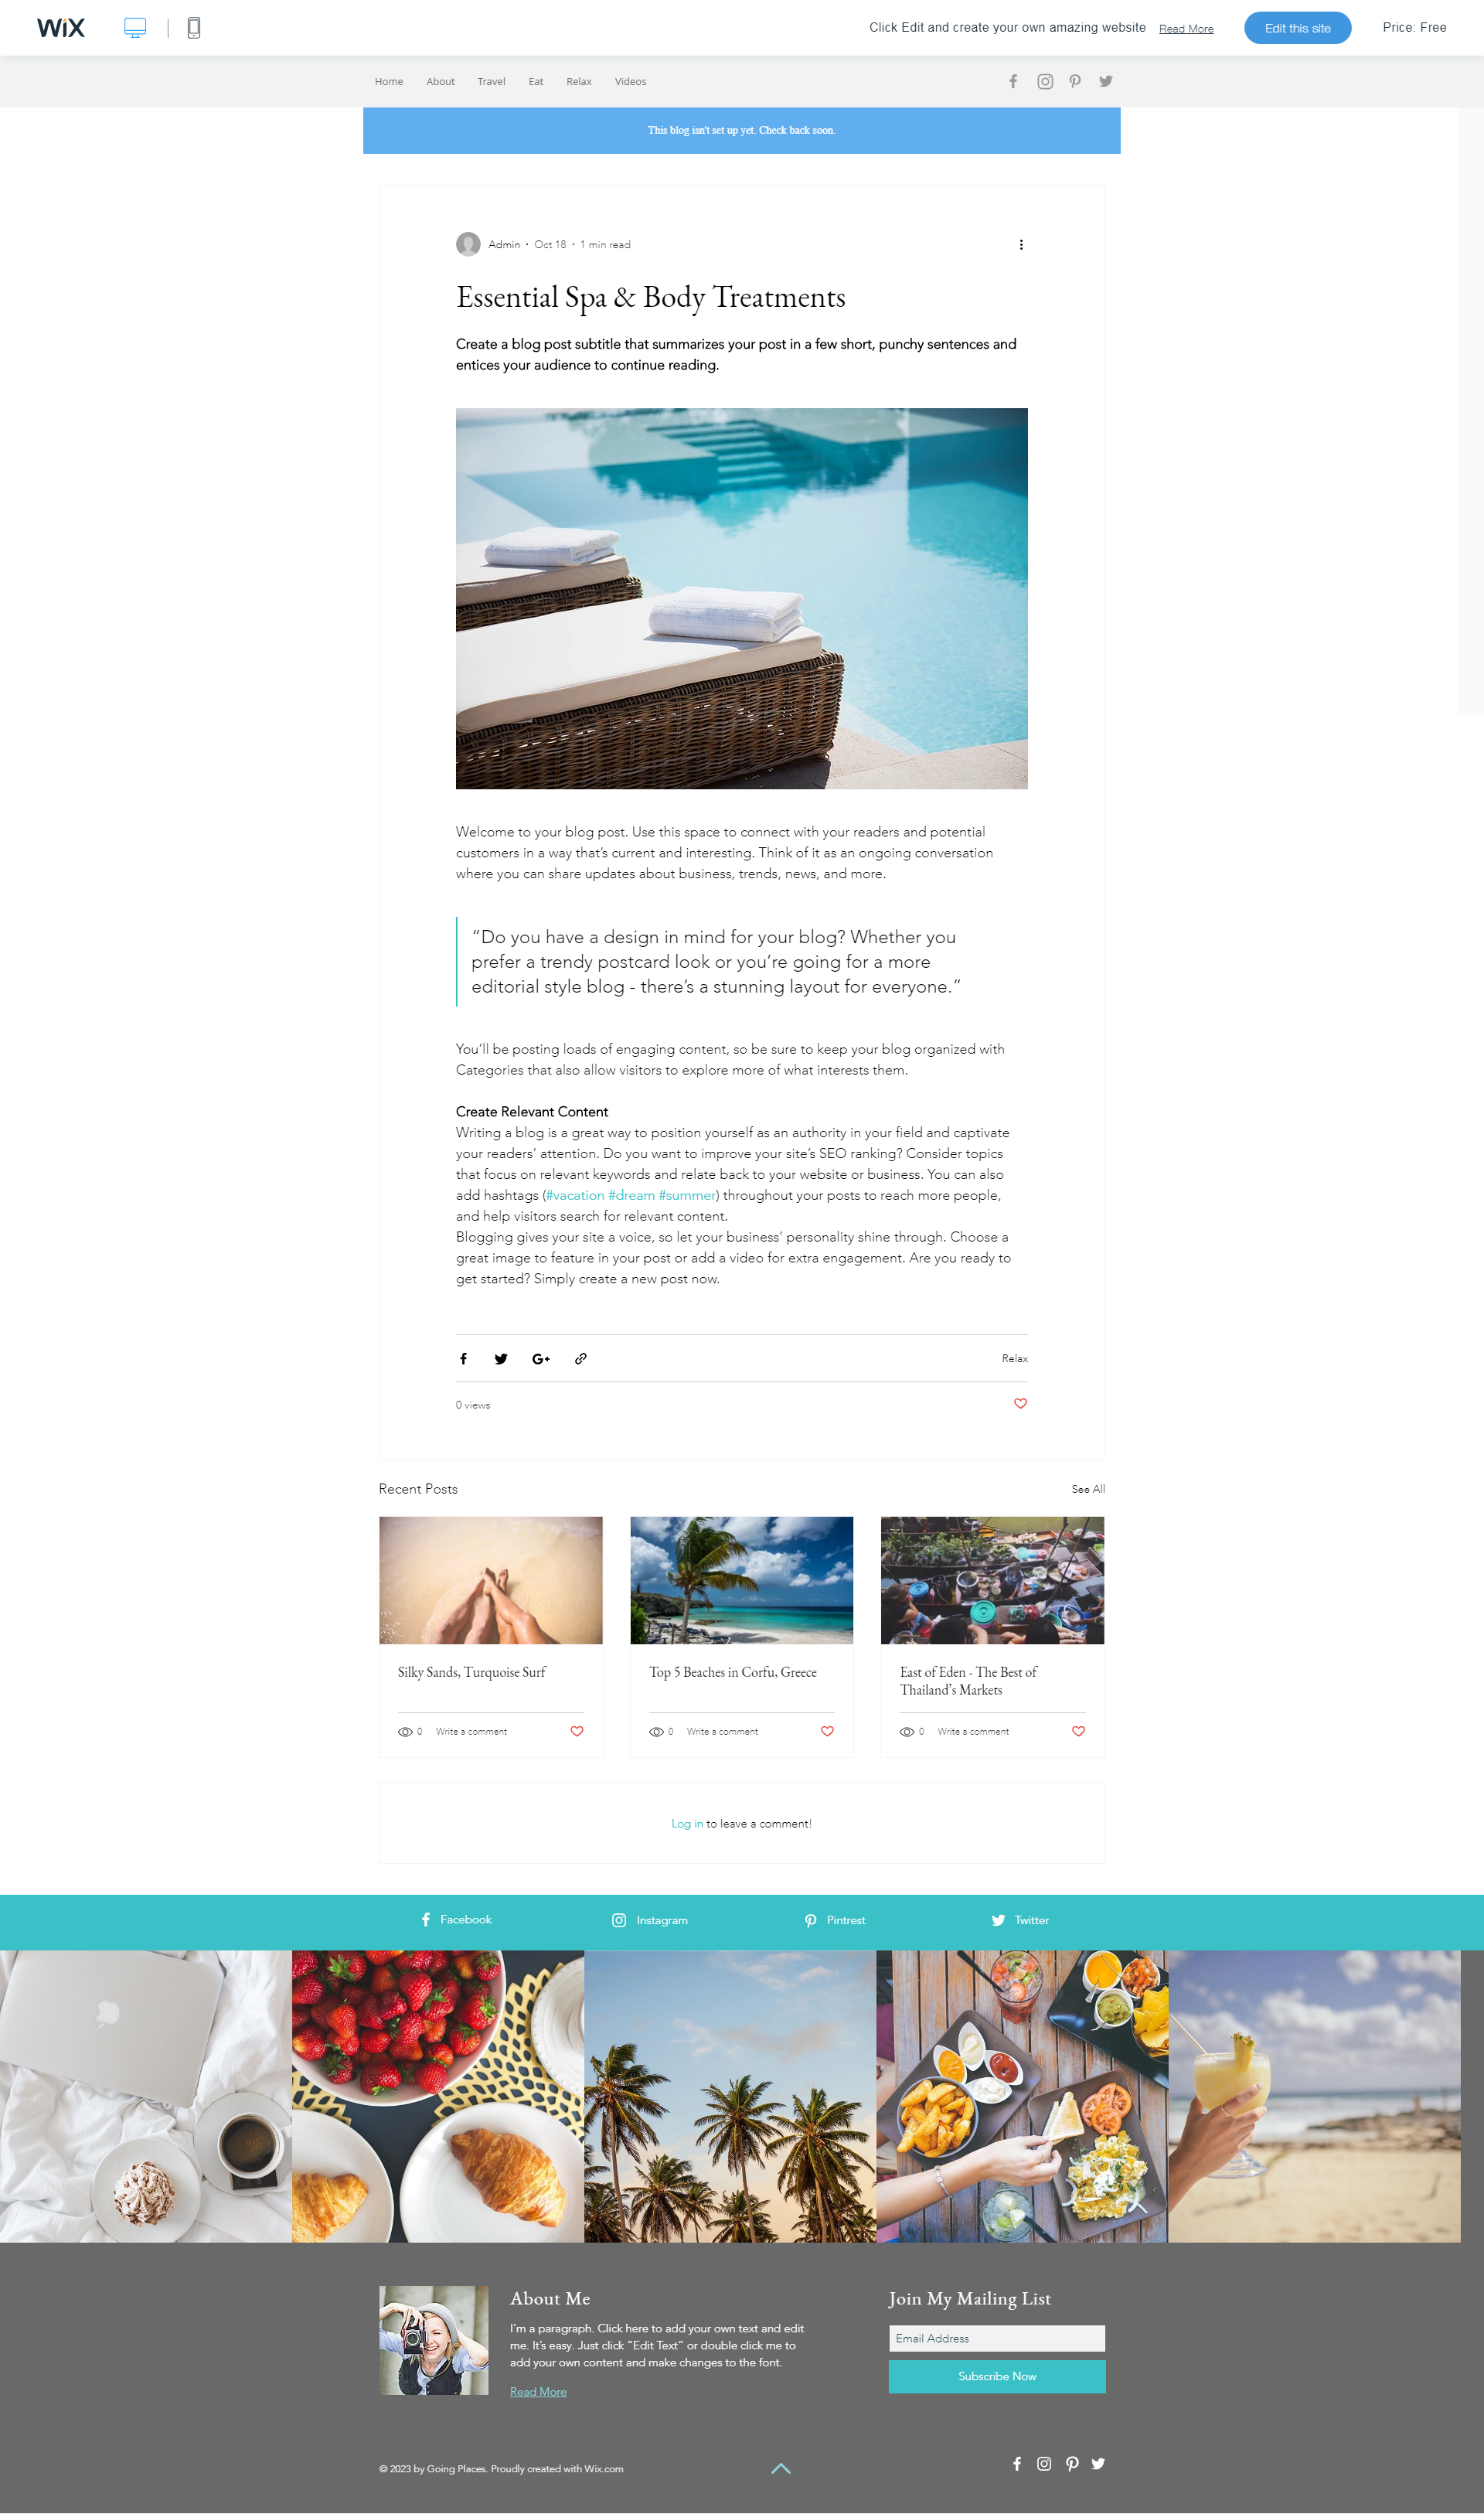 WiX
Click Edit and create your own amazing website Read More
Edit this site
Price: Free
Home About Travel Eat Relax Videos
This blog isn't set up yet. Check back soon.
Admin · Oct 18 · 1 min read
Essential Spa & Body Treatments
Create a blog post subtitle that summarizes your post in a few short, punchy sentences and
entices your audience to continue reading.
Welcome to your blog post. Use this space to connect with your readers and potential
customers in a way that’s current and interesting. Think of it as an ongoing conversation
where you can share updates about business, trends, news, and more.
“Do you have a design in mind for your blog? Whether you
prefer a trendy postcard look or you’re going for a more
editorial style blog - there’s a stunning layout for everyone.”
You’ll be posting loads of engaging content, so be sure to keep your blog organized with
Categories that also allow visitors to explore more of what interests them.
Create Relevant Content
Writing a blog is a great way to position yourself as an authority in your field and captivate
your readers’ attention. Do you want to improve your site’s SEO ranking? Consider topics
that focus on relevant keywords and relate back to your website or business. You can also
add hashtags (#vacation #dream #summer) throughout your posts to reach more people,
and help visitors search for relevant content.
Blogging gives your site a voice, so let your business’ personality shine through. Choose a
great image to feature in your post or add a video for extra engagement. Are you ready to
get started? Simply create a new post now.
G+
Relax
0 views
Recent Posts
See All
Silky Sands, Turquoise Surf
0 Write a comment
Top 5 Beaches in Corfu, Greece
0 Write a comment
East of Eden - The Best of
Thailand’s Markets
0 Write a comment
Log in to leave a comment!
Facebook
Instagram
Pintrest
Twitter
About Me
I'm a paragraph. Click here to add your own text and edit
me. It’s easy. Just click “Edit Text” or double click me to
add your own content and make changes to the font.
Read More
Join My Mailing List
Email Address
Subscribe Now
© 2023 by Going Places. Proudly created with Wix.com